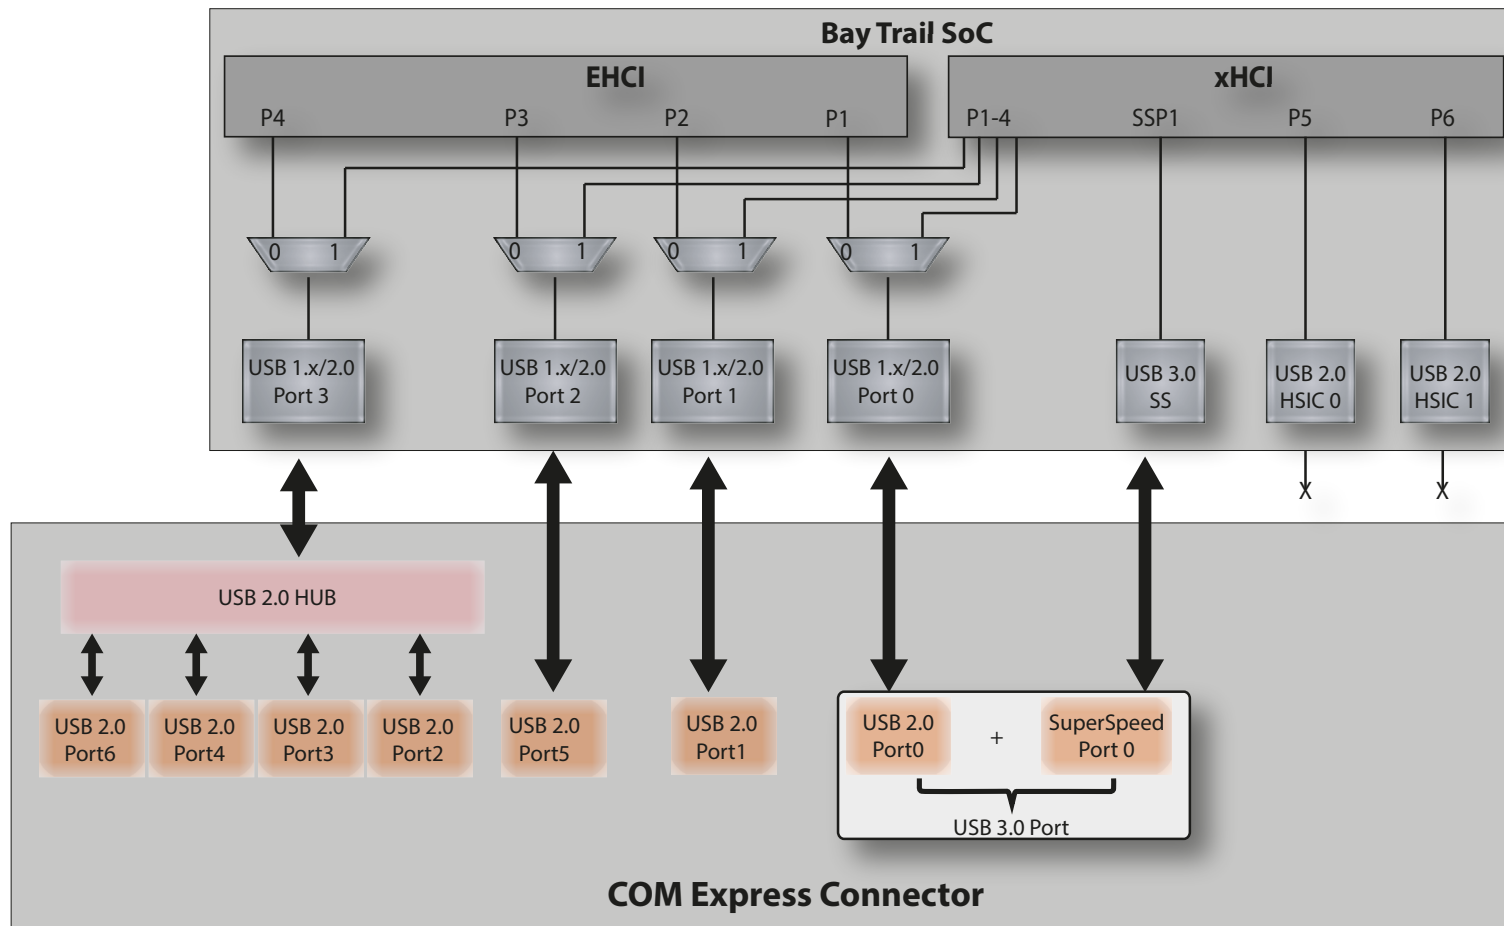 Bay Trail SoC
EHCI
xHCI
P4
P3
P2
P1
P1-4
SSP1
P5
P6
0
1
0
1
0
1
0
1
USB 1.x/2.0
Port 3
USB 1.x/2.0
Port 2
USB 1.x/2.0
Port 1
USB 1.x/2.0
Port 0
USB 3.0
SS
USB 2.0
HSIC 0
USB 2.0
HSIC 1
X
X
USB 2.0 HUB
USB 2.0
Port6
USB 2.0
Port4
USB 2.0
Port3
USB 2.0
Port2
USB 2.0
Port5
USB 2.0
Port1
USB 2.0
Port0
+
SuperSpeed
Port 0
USB 3.0 Port
COM Express Connector